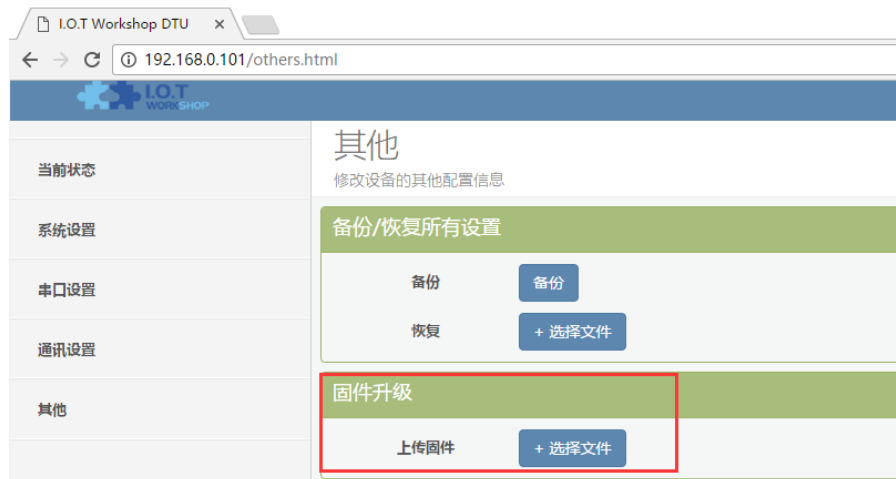 I.O.T Workshop DTU
192.168.0.101/others.html
I.O.T
WORKSHOP
当前状态
系统设置
串口设置
通讯设置
其他
其他
修改设备的其他配置信息
备份/恢复所有设置
备份 备份
恢复 + 选择文件
固件升级
上传固件 + 选择文件